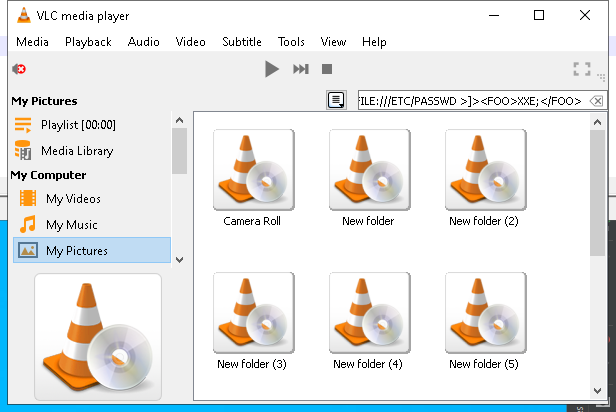 VLC media player
Media Playback Audio Video Subtitle Tools View Help
My Pictures
FILE:///ETC/PASSWD >]><FOO>XXE;</FOO>
Playlist [00:00]
Media Library
My Computer
My Videos
My Music
My Pictures
Camera Roll New folder New folder (2)
New folder (3) New folder (4) New folder (5)